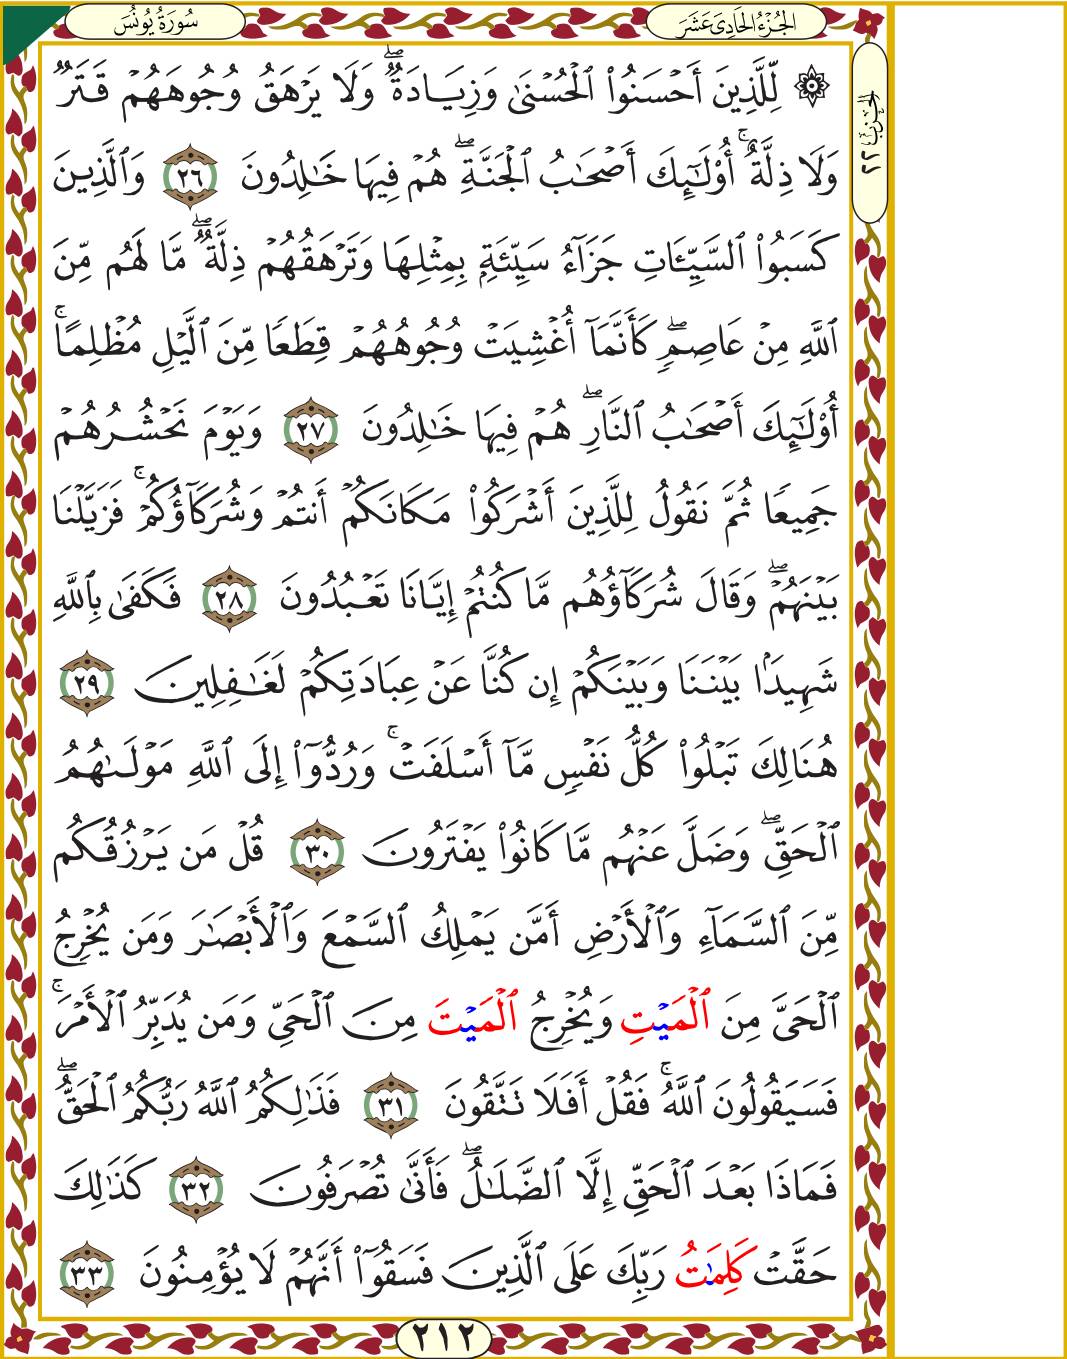 سُورَةُ يُونُسَ
الجُزْءُ الحَادِيَ عَشَرَ
الحِزْبُ ٢٢
۞ لِّلَّذِينَ أَحۡسَنُواْ ٱلۡحُسۡنَىٰ وَزِيَادَةٌۖ وَلَا يَرۡهَقُ وُجُوهَهُمۡ قَتَرٌ
وَلَا ذِلَّةٌۚ أُوْلَٰٓئِكَ أَصۡحَٰبُ ٱلۡجَنَّةِۖ هُمۡ فِيهَا خَٰلِدُونَ ٢٦ وَٱلَّذِينَ
كَسَبُواْ ٱلسَّيِّـَٔاتِ جَزَآءُ سَيِّئَةِۭ بِمِثۡلِهَا وَتَرۡهَقُهُمۡ ذِلَّةٌۖ مَّا لَهُم مِّنَ
ٱللَّهِ مِنۡ عَاصِمٖۖ كَأَنَّمَآ أُغۡشِيَتۡ وُجُوهُهُمۡ قِطَعٗا مِّنَ ٱلَّيۡلِ مُظۡلِمًاۚ
أُوْلَٰٓئِكَ أَصۡحَٰبُ ٱلنَّارِۖ هُمۡ فِيهَا خَٰلِدُونَ ٢٧ وَيَوۡمَ نَحۡشُرُهُمۡ
جَمِيعٗا ثُمَّ نَقُولُ لِلَّذِينَ أَشۡرَكُواْ مَكَانَكُمۡ أَنتُمۡ وَشُرَكَآؤُكُمۡۚ فَزَيَّلۡنَا
بَيۡنَهُمۡۖ وَقَالَ شُرَكَآؤُهُم مَّا كُنتُمۡ إِيَّانَا تَعۡبُدُونَ ٢٨ فَكَفَىٰ بِٱللَّهِ
شَهِيدَۢا بَيۡنَنَا وَبَيۡنَكُمۡ إِن كُنَّا عَنۡ عِبَادَتِكُمۡ لَغَٰفِلِينَ ٢٩
هُنَالِكَ تَبۡلُواْ كُلُّ نَفۡسٖ مَّآ أَسۡلَفَتۡۚ وَرُدُّوٓاْ إِلَى ٱللَّهِ مَوۡلَىٰهُمُ
ٱلۡحَقِّۖ وَضَلَّ عَنۡهُم مَّا كَانُواْ يَفۡتَرُونَ ٣٠ قُلۡ مَن يَرۡزُقُكُم
مِّنَ ٱلسَّمَآءِ وَٱلۡأَرۡضِ أَمَّن يَمۡلِكُ ٱلسَّمۡعَ وَٱلۡأَبۡصَٰرَ وَمَن يُخۡرِجُ
ٱلۡحَيَّ مِنَ ٱلۡمَيۡتِ وَيُخۡرِجُ ٱلۡمَيۡتَ مِنَ ٱلۡحَيِّ وَمَن يُدَبِّرُ ٱلۡأَمۡرَۚ
فَسَيَقُولُونَ ٱللَّهُۚ فَقُلۡ أَفَلَا تَتَّقُونَ ٣١ فَذَٰلِكُمُ ٱللَّهُ رَبُّكُمُ ٱلۡحَقُّۖ
فَمَاذَا بَعۡدَ ٱلۡحَقِّ إِلَّا ٱلضَّلَٰلُۖ فَأَنَّىٰ تُصۡرَفُونَ ٣٢ كَذَٰلِكَ
حَقَّتۡ كَلِمَٰتُ رَبِّكَ عَلَى ٱلَّذِينَ فَسَقُوٓاْ أَنَّهُمۡ لَا يُؤۡمِنُونَ ٣٣
٢١٢